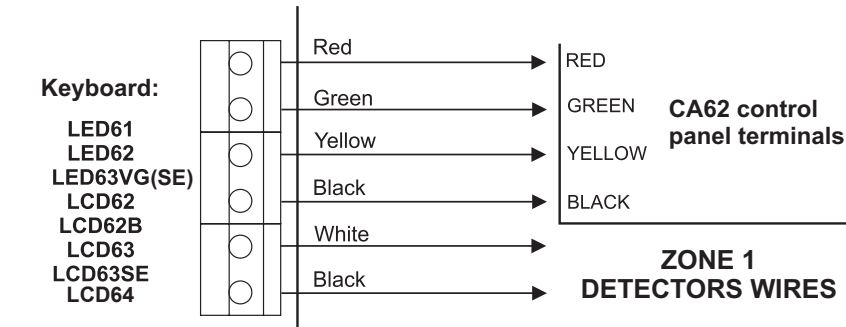 Keyboard:
LED61
LED62
LED63VG(SE)
LCD62
LCD62B
LCD63
LCD63SE
LCD64
Red
Green
Yellow
Black
White
Black
RED
GREEN
YELLOW
BLACK
CA62 control
panel terminals
ZONE 1
DETECTORS WIRES